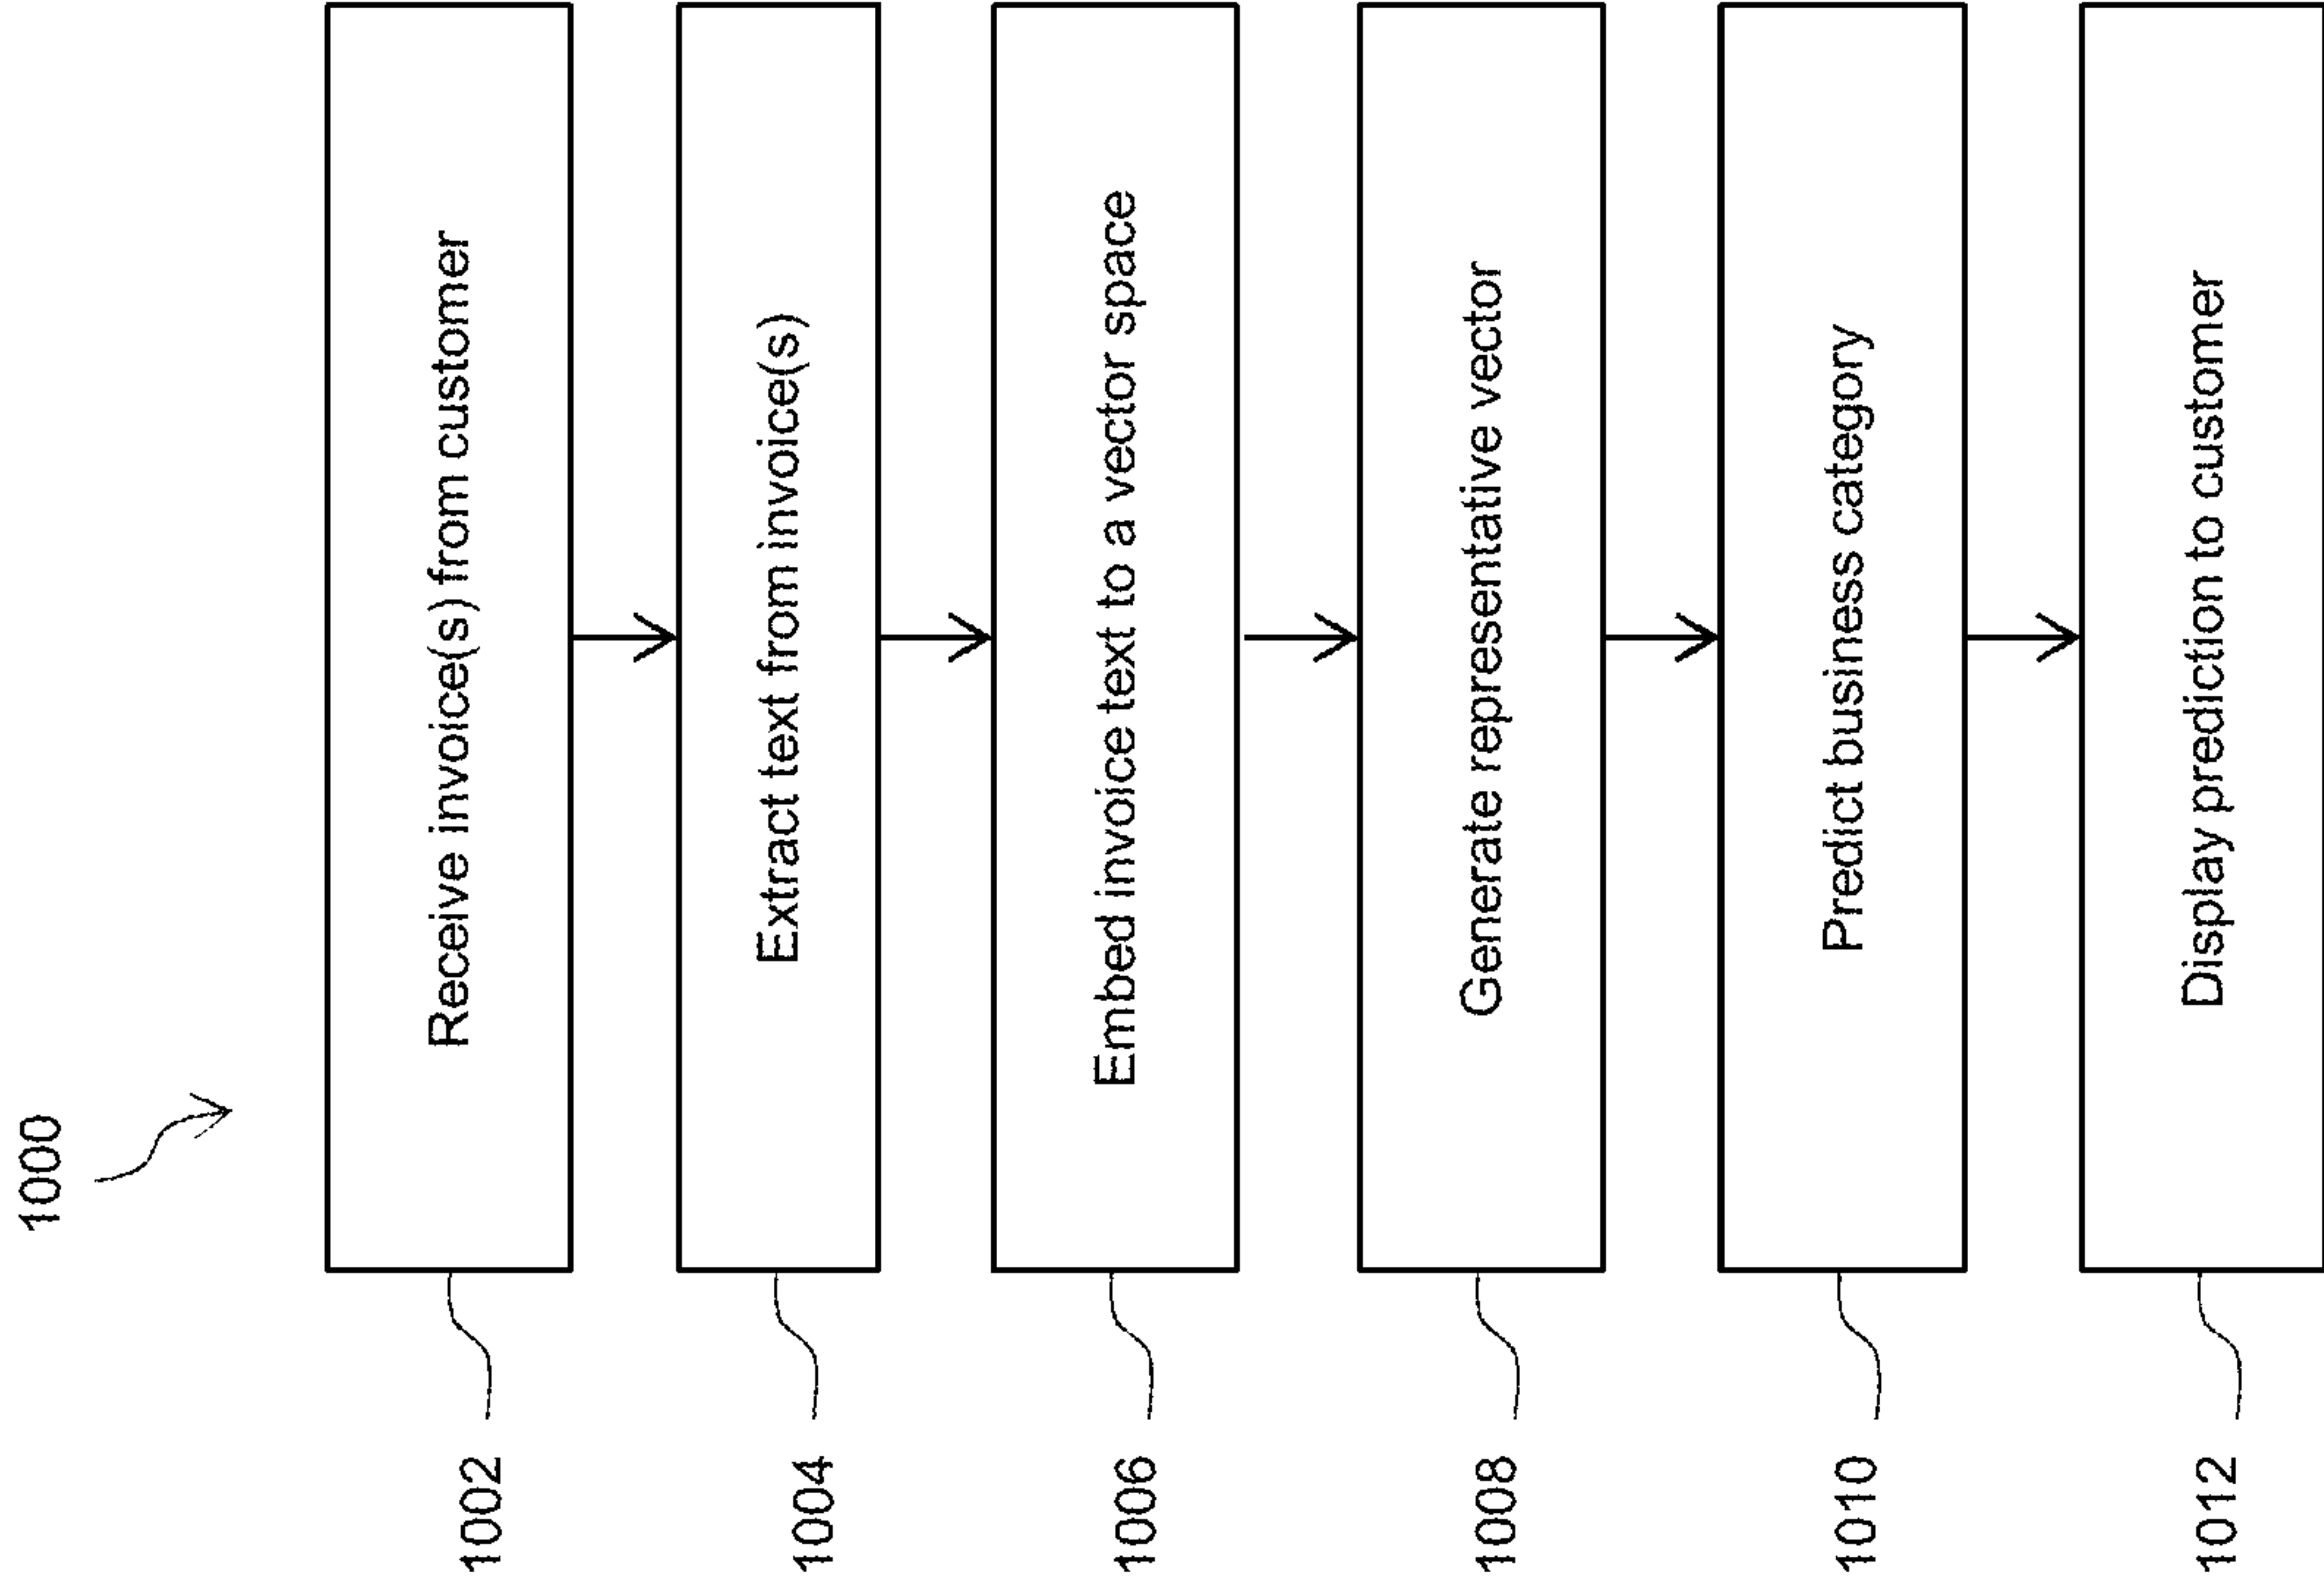 1000
Receive invoice(s) from customer
1002
Extract text from invoice(s)
1004
Embed invoice text to a vector space
1006
Generate representative vector
1008
Predict business category
1010
Display prediction to customer
1012